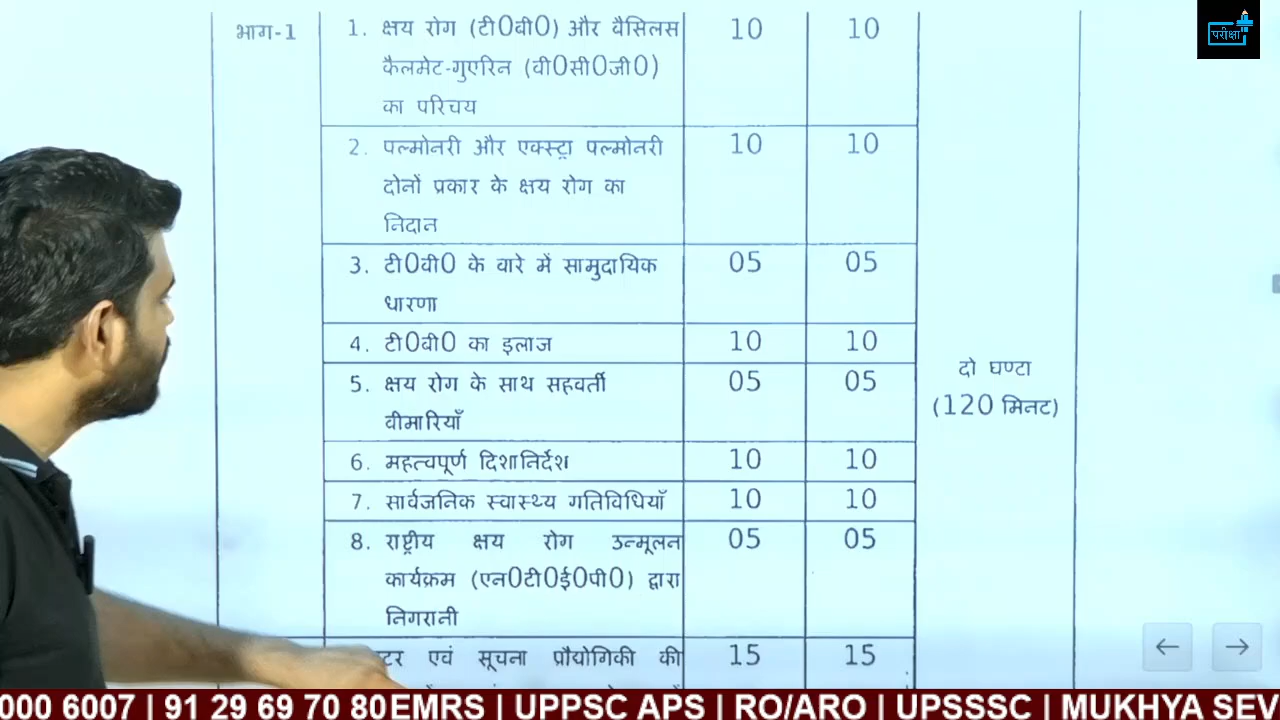 परीक्षा
भाग-1
1. क्षय रोग (टी0बी0) और वैसिलस 10 10
कैलमेट-गुएरिन (वी0सी0जी0)
का परिचय
2. पल्मोनरी और एक्स्ट्रा पल्मोनरी 10 10
दोनों प्रकार के क्षय रोग का
निदान
3. टी0वी0 के वारे में सामुदायिक 05 05
धारणा
4. टी0वी0 का इलाज 10 10
दो घण्टा
(120 मिनट)
5. क्षय रोग के साथ सहवर्ती 05 05
वीमारियाँ
6. महत्वपूर्ण दिशानिर्देश 10 10
7. सार्वजनिक स्वास्थ्य गतिविधियाँ 10 10
8. राष्ट्रीय क्षय रोग उन्मूलन 05 05
कार्यक्रम (एन0टी0ई0पी0) द्वारा
निगरानी
टर एवं सूचना प्रौद्योगिकी की 15 15
000 6007 | 91 29 69 70 80EMRS | UPPSC APS | RO/ARO | UPSSSC | MUKHYA SEV